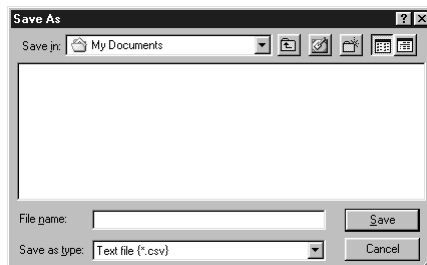 Save As
Save in: My Documents
File name:
Save
Save as type: Text file {*.csv}
Cancel